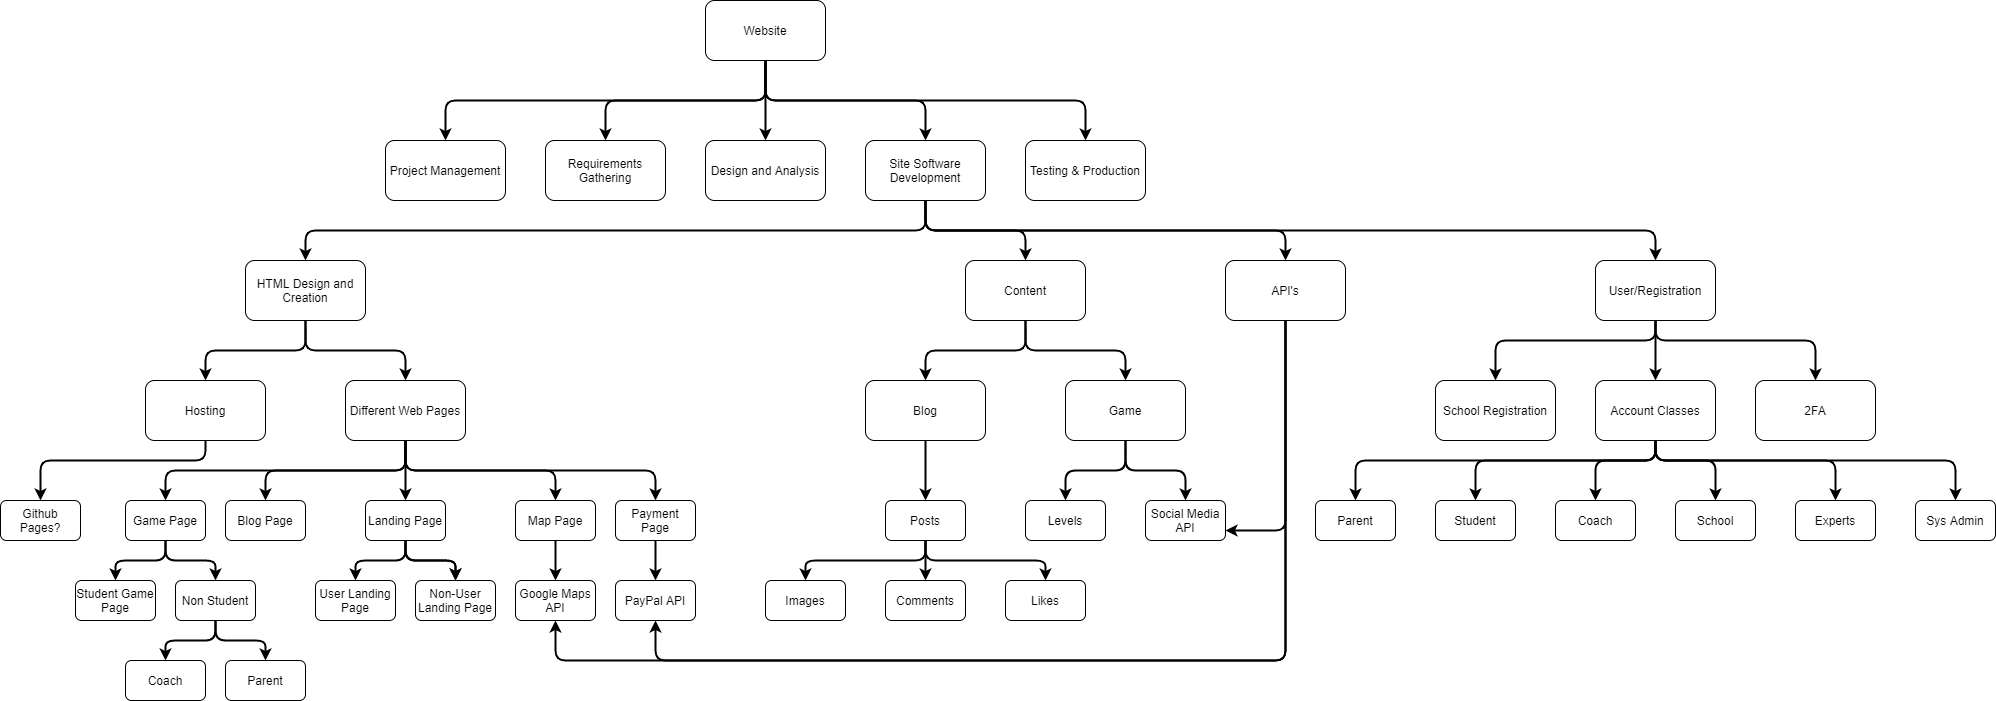 Website
Project Management
Requirements
Gathering
Design and Analysis
Site Software
Development
Testing & Production
HTML Design and
Creation
Content
API's
User/Registration
Hosting
Different Web Pages
Blog
Game
School Registration
Account Classes
2FA
Github
Pages?
Game Page
Blog Page
Landing Page
Map Page
Payment
Page
Posts
Levels
Social Media
API
Parent
Student
Coach
School
Experts
Sys Admin
Student Game
Page
Non Student
User Landing
Page
Non-User
Landing Page
Google Maps
API
PayPal API
Images
Comments
Likes
Coach
Parent